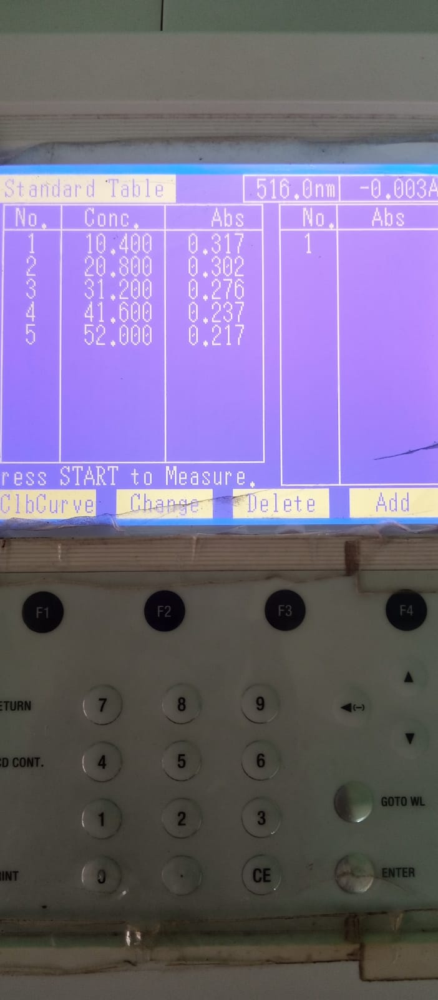 Standard Table 516.0nm -0.003A
No. Conc. Abs No. Abs
1 10.400 0.317 1
2 20.800 0.302
3 31.200 0.276
4 41.600 0.237
5 52.000 0.217
ress START to Measure.
ClbCurve Change Delete Add
F1 F2 F3 F4
ETURN 7 8 9 ◀(−) ▲
CD CONT. 4 5 6 ▼
1 2 3 GOTO WL
INT 0 . CE ENTER